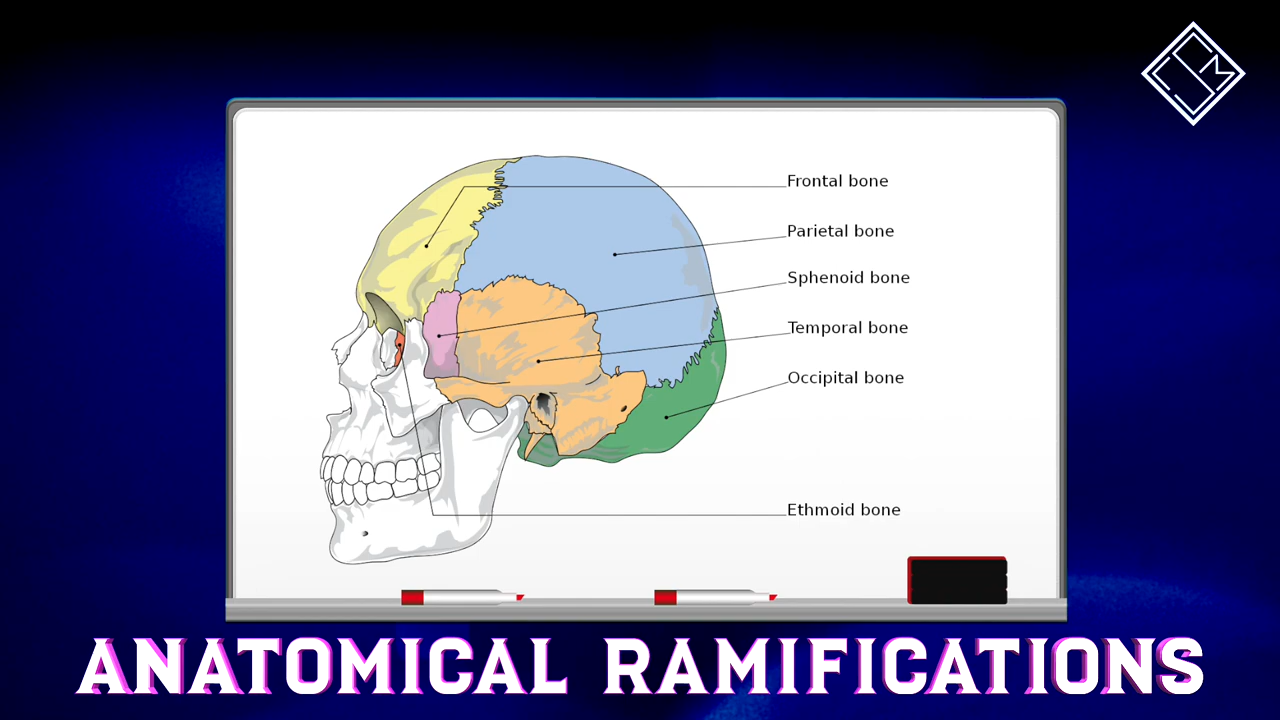 Frontal bone
Parietal bone
Sphenoid bone
Temporal bone
Occipital bone
Ethmoid bone
ANATOMICAL RAMIFICATIONS